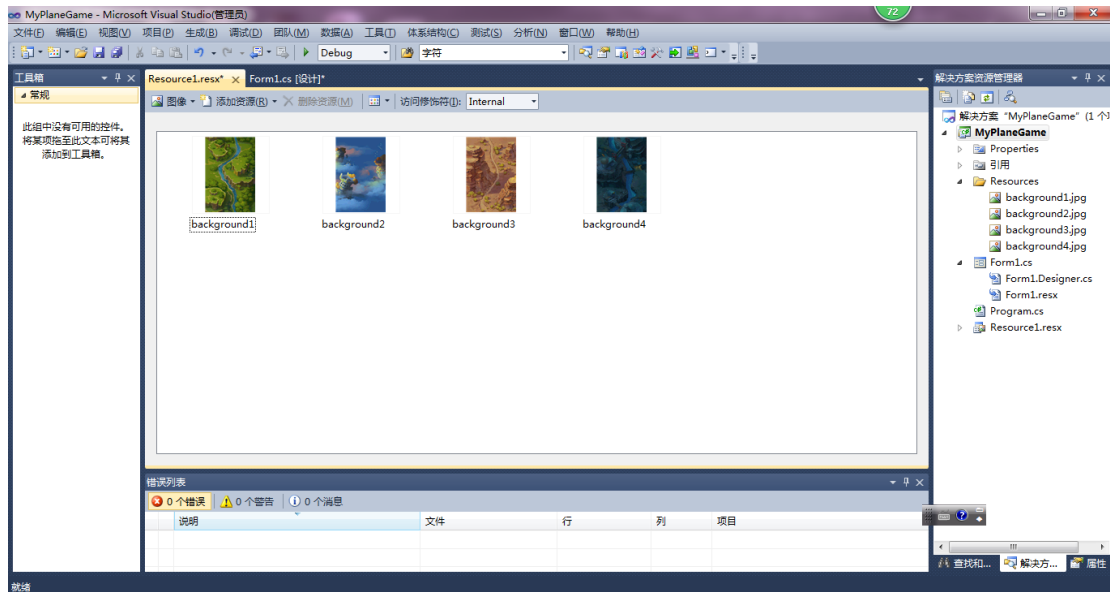 MyPlaneGame - Microsoft Visual Studio(管理员)
72
文件(F) 编辑(E) 视图(V) 项目(P) 生成(B) 调试(D) 团队(M) 数据(A) 工具(T) 体系结构(C) 测试(S) 分析(N) 窗口(W) 帮助(H)
Debug 字符
工具箱
常规
此组中没有可用的控件。
将某项拖至此文本可将其
添加到工具箱。
Resource1.resx* Form1.cs [设计]*
图像 添加资源(R) 删除资源(M) 访问修饰符(I): Internal
background1 background2 background3 background4
错误列表
0 个错误 0 个警告 0 个消息
说明 文件 行 列 项目
解决方案资源管理器
解决方案 "MyPlaneGame" (1 个
MyPlaneGame
Properties
引用
Resources
background1.jpg
background2.jpg
background3.jpg
background4.jpg
Form1.cs
Form1.Designer.cs
Form1.resx
Program.cs
Resource1.resx
查找和... 解决方... 属性
就绪